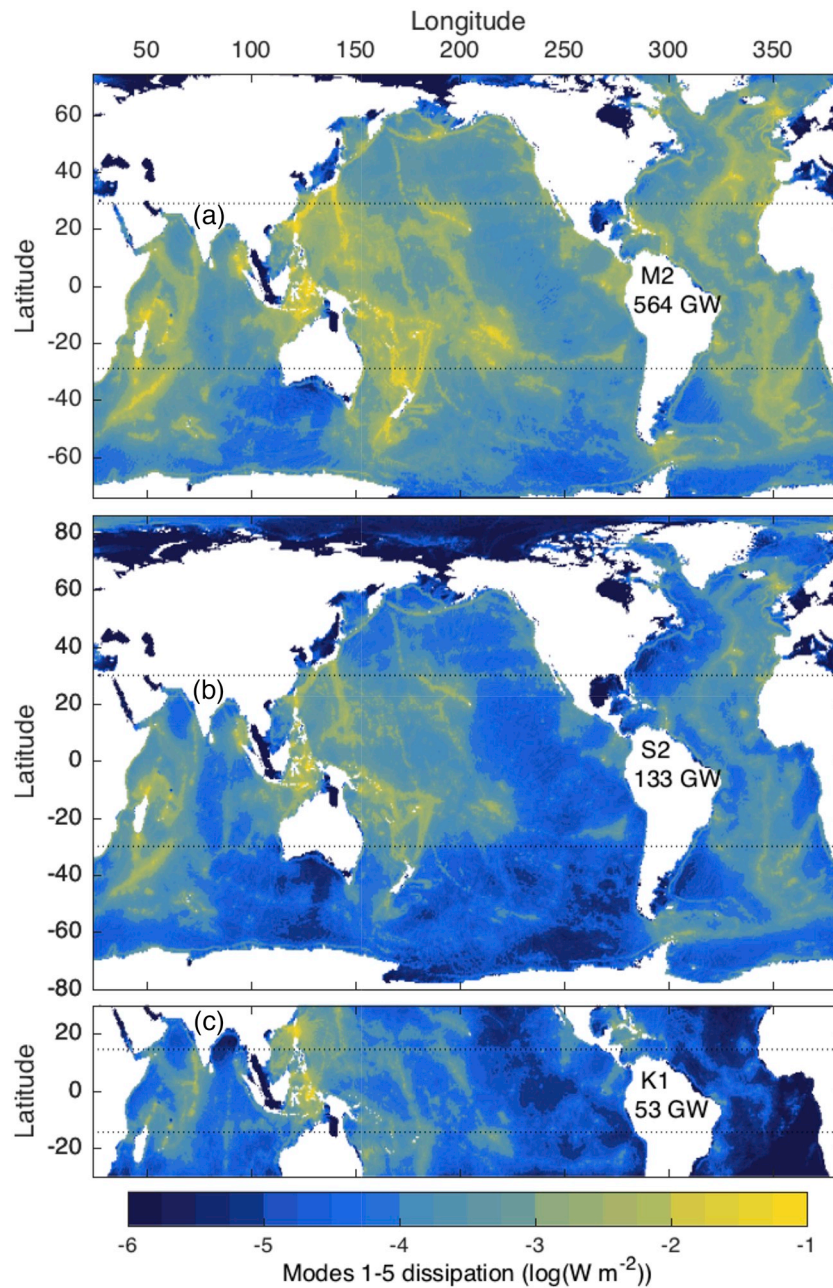 Longitude
50 100 150 200 250 300 350
Latitude
60
40
20
0
-20
-40
-60
(a)
M2
564 GW
Latitude
80
60
40
20
0
-20
-40
-60
-80
(b)
S2
133 GW
Latitude
20
0
-20
(c)
K1
53 GW
-6 -5 -4 -3 -2 -1
Modes 1-5 dissipation (log(W m⁻²))